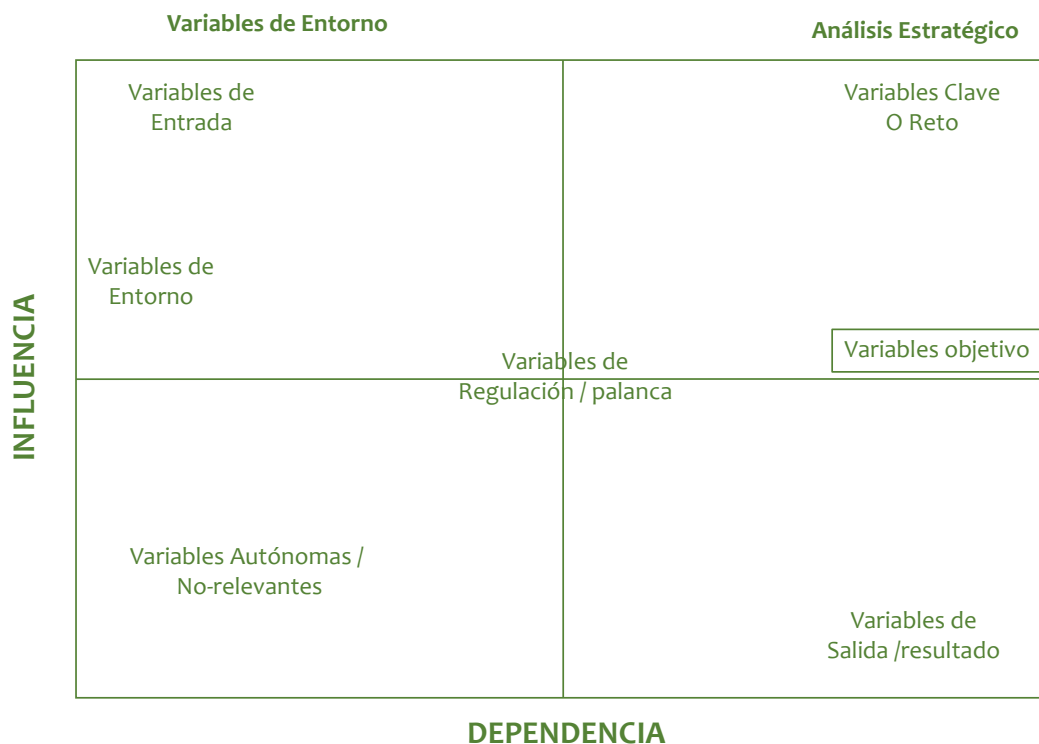 Variables de Entorno
Análisis Estratégico
Variables de
Entrada
Variables Clave
O Reto
Variables de
Entorno
INFLUENCIA
Variables objetivo
Variables de
Regulación / palanca
Variables Autónomas /
No-relevantes
Variables de
Salida /resultado
DEPENDENCIA